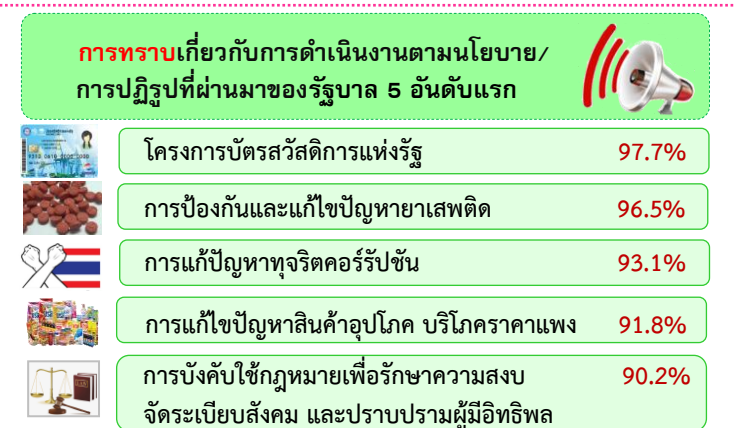 การทราบเกี่ยวกับการดำเนินงานตามนโยบาย/
การปฏิรูปที่ผ่านมาของรัฐบาล 5 อันดับแรก
โครงการบัตรสวัสดิการแห่งรัฐ 97.7%
การป้องกันและแก้ไขปัญหายาเสพติด 96.5%
การแก้ปัญหาทุจริตคอร์รัปชัน 93.1%
การแก้ไขปัญหาสินค้าอุปโภค บริโภคราคาแพง 91.8%
การบังคับใช้กฎหมายเพื่อรักษาความสงบ 90.2%
จัดระเบียบสังคม และปราบปรามผู้มีอิทธิพล